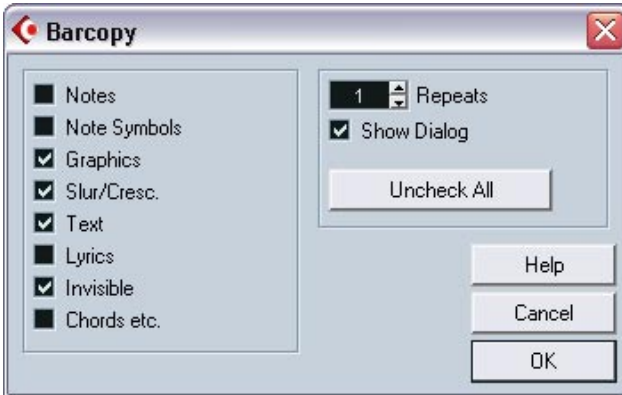 Barcopy
Notes
Note Symbols
Graphics
Slur/Cresc.
Text
Lyrics
Invisible
Chords etc.
1 Repeats
Show Dialog
Uncheck All
Help
Cancel
OK